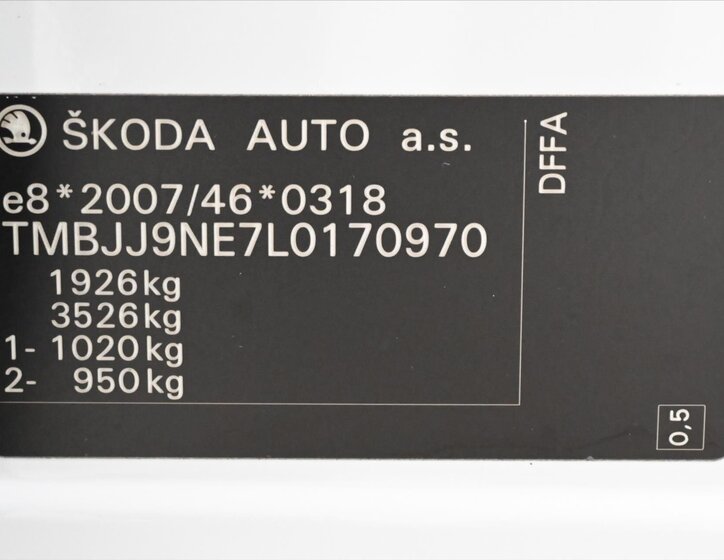 ŠKODA AUTO a.s.
e8*2007/46*0318
TMBJJ9NE7L0170970
1926kg
3526kg
1- 1020kg
2- 950kg
DFFA
0,5